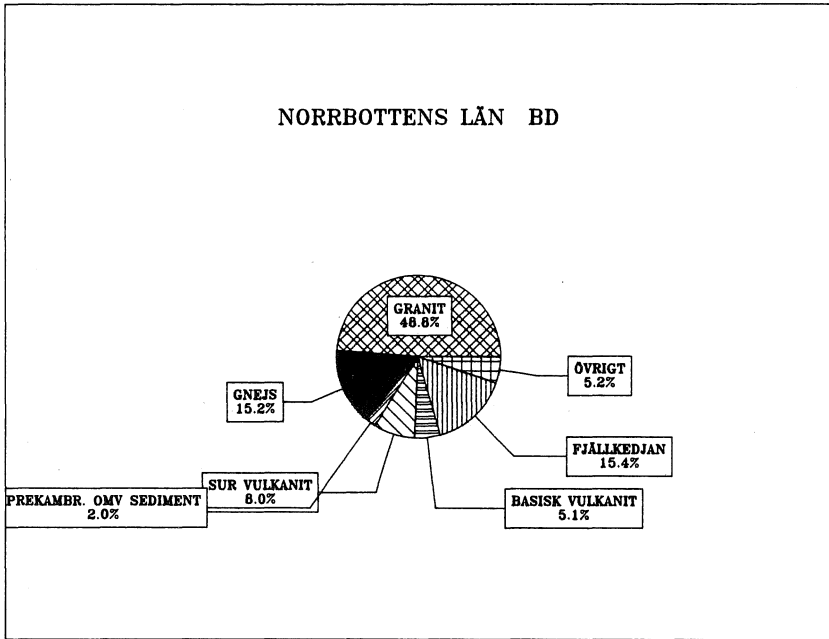 NORRBOTTENS LÄN BD
GRANIT
48.8%
ÖVRIGT
5.2%
GNEJS
15.2%
FJÄLLKEDJAN
15.4%
SUR VULKANIT
8.0%
PREKAMBR. OMV SEDIMENT
2.0%
BASISK VULKANIT
5.1%